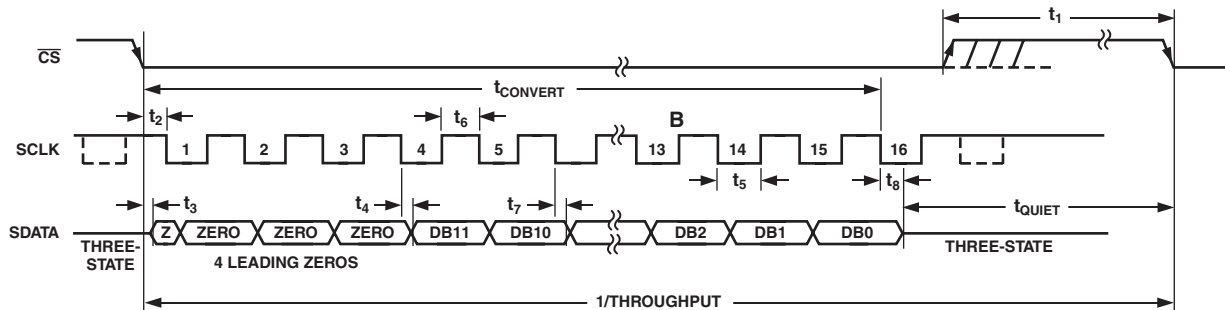 t1
CS
tCONVERT
t2
t6
B
SCLK
1
2
3
4
5
13
14
15
16
t3
t4
t7
t5
t8
tQUIET
SDATA
Z
ZERO
ZERO
ZERO
DB11
DB10
DB2
DB1
DB0
THREE-
STATE
4 LEADING ZEROS
THREE-STATE
1/THROUGHPUT